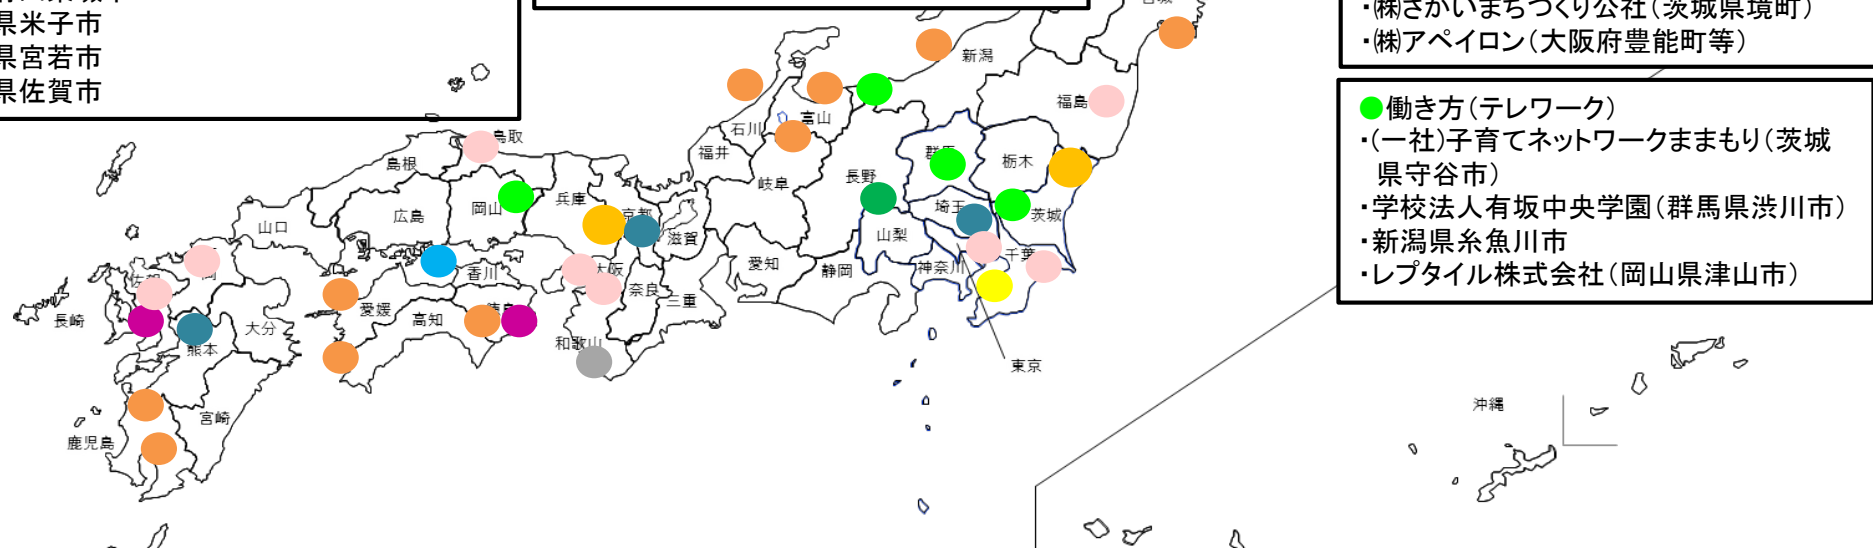 県米子市
県宮若市
県佐賀市
・㈱さかいまちづくり公社（茨城県境町）
・㈱アペイロン（大阪府豊能町等）
●働き方（テレワーク）
・（一社）子育てネットワークままもり（茨城
県守谷市）
・学校法人有坂中央学園（群馬県渋川市）
・新潟県糸魚川市
・レプタイル株式会社（岡山県津山市）
新潟
福島
富山
石川
福井
鳥取
島根
栃木
群馬
長野
岐阜
兵庫
岡山
広島
山口
京都
滋賀
埼玉
茨城
山梨
千葉
神奈川
静岡
愛知
大阪
奈良
三重
香川
愛媛
高知
徳島
和歌山
佐賀
長崎
大分
熊本
宮崎
鹿児島
東京
沖縄